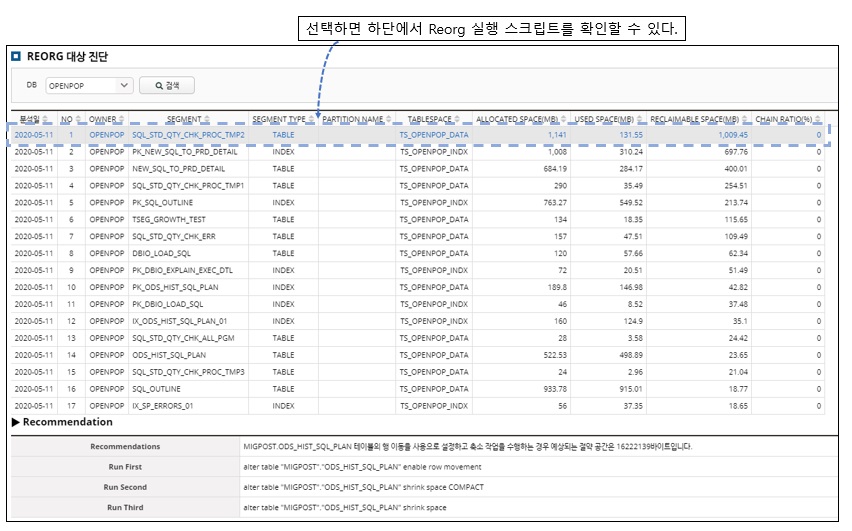 선택하면 하단에서 Reorg 실행 스크립트를 확인할 수 있다.
REORG 대상 진단
DB OPENPOP 검색
분석일 NO OWNER SEGMENT SEGMENT TYPE PARTITION NAME TABLESPACE ALLOCATED SPACE(MB) USED SPACE(MB) RECLAIMABLE SPACE(MB) CHAIN RATIO(%)
2020-05-11 1 OPENPOP SQL_STD_QTY_CHK_PROC_TMP2 TABLE TS_OPENPOP_DATA 1,141 131.55 1,009.45 0
2020-05-11 2 OPENPOP PK_NEW_SQL_TO_PRD_DETAIL INDEX TS_OPENPOP_INDX 1,008 310.24 697.76 0
2020-05-11 3 OPENPOP NEW_SQL_TO_PRD_DETAIL TABLE TS_OPENPOP_DATA 684.19 284.17 400.01 0
2020-05-11 4 OPENPOP SQL_STD_QTY_CHK_PROC_TMP1 TABLE TS_OPENPOP_DATA 290 35.49 254.51 0
2020-05-11 5 OPENPOP PK_SQL_OUTLINE INDEX TS_OPENPOP_INDX 763.27 549.52 213.74 0
2020-05-11 6 OPENPOP TSEG_GROWTH_TEST TABLE TS_OPENPOP_DATA 134 18.35 115.65 0
2020-05-11 7 OPENPOP SQL_STD_QTY_CHK_ERR TABLE TS_OPENPOP_DATA 157 47.51 109.49 0
2020-05-11 8 OPENPOP DBIO_LOAD_SQL TABLE TS_OPENPOP_DATA 120 57.66 62.34 0
2020-05-11 9 OPENPOP PK_DBIO_EXPLAIN_EXEC_DTL INDEX TS_OPENPOP_INDX 72 20.51 51.49 0
2020-05-11 10 OPENPOP PK_ODS_HIST_SQL_PLAN INDEX TS_OPENPOP_DATA 189.8 146.98 42.82 0
2020-05-11 11 OPENPOP PK_DBIO_LOAD_SQL INDEX TS_OPENPOP_INDX 46 8.52 37.48 0
2020-05-11 12 OPENPOP IX_ODS_HIST_SQL_PLAN_01 INDEX TS_OPENPOP_INDX 160 124.9 35.1 0
2020-05-11 13 OPENPOP SQL_STD_QTY_CHK_ALL_PGM TABLE TS_OPENPOP_DATA 28 3.58 24.42 0
2020-05-11 14 OPENPOP ODS_HIST_SQL_PLAN TABLE TS_OPENPOP_DATA 522.53 498.89 23.65 0
2020-05-11 15 OPENPOP SQL_STD_QTY_CHK_PROC_TMP3 TABLE TS_OPENPOP_DATA 24 2.96 21.04 0
2020-05-11 16 OPENPOP SQL_OUTLINE TABLE TS_OPENPOP_DATA 933.78 915.01 18.77 0
2020-05-11 17 OPENPOP IX_SP_ERRORS_01 INDEX TS_OPENPOP_INDX 56 37.35 18.65 0
▶ Recommendation
Recommendations MIGPOST.ODS_HIST_SQL_PLAN 테이블의 행 이동을 사용으로 설정하고 축소 작업을 수행하는 경우 예상되는 절약 공간은 16222139바이트입니다.
Run First alter table "MIGPOST"."ODS_HIST_SQL_PLAN" enable row movement
Run Second alter table "MIGPOST"."ODS_HIST_SQL_PLAN" shrink space COMPACT
Run Third alter table "MIGPOST"."ODS_HIST_SQL_PLAN" shrink space